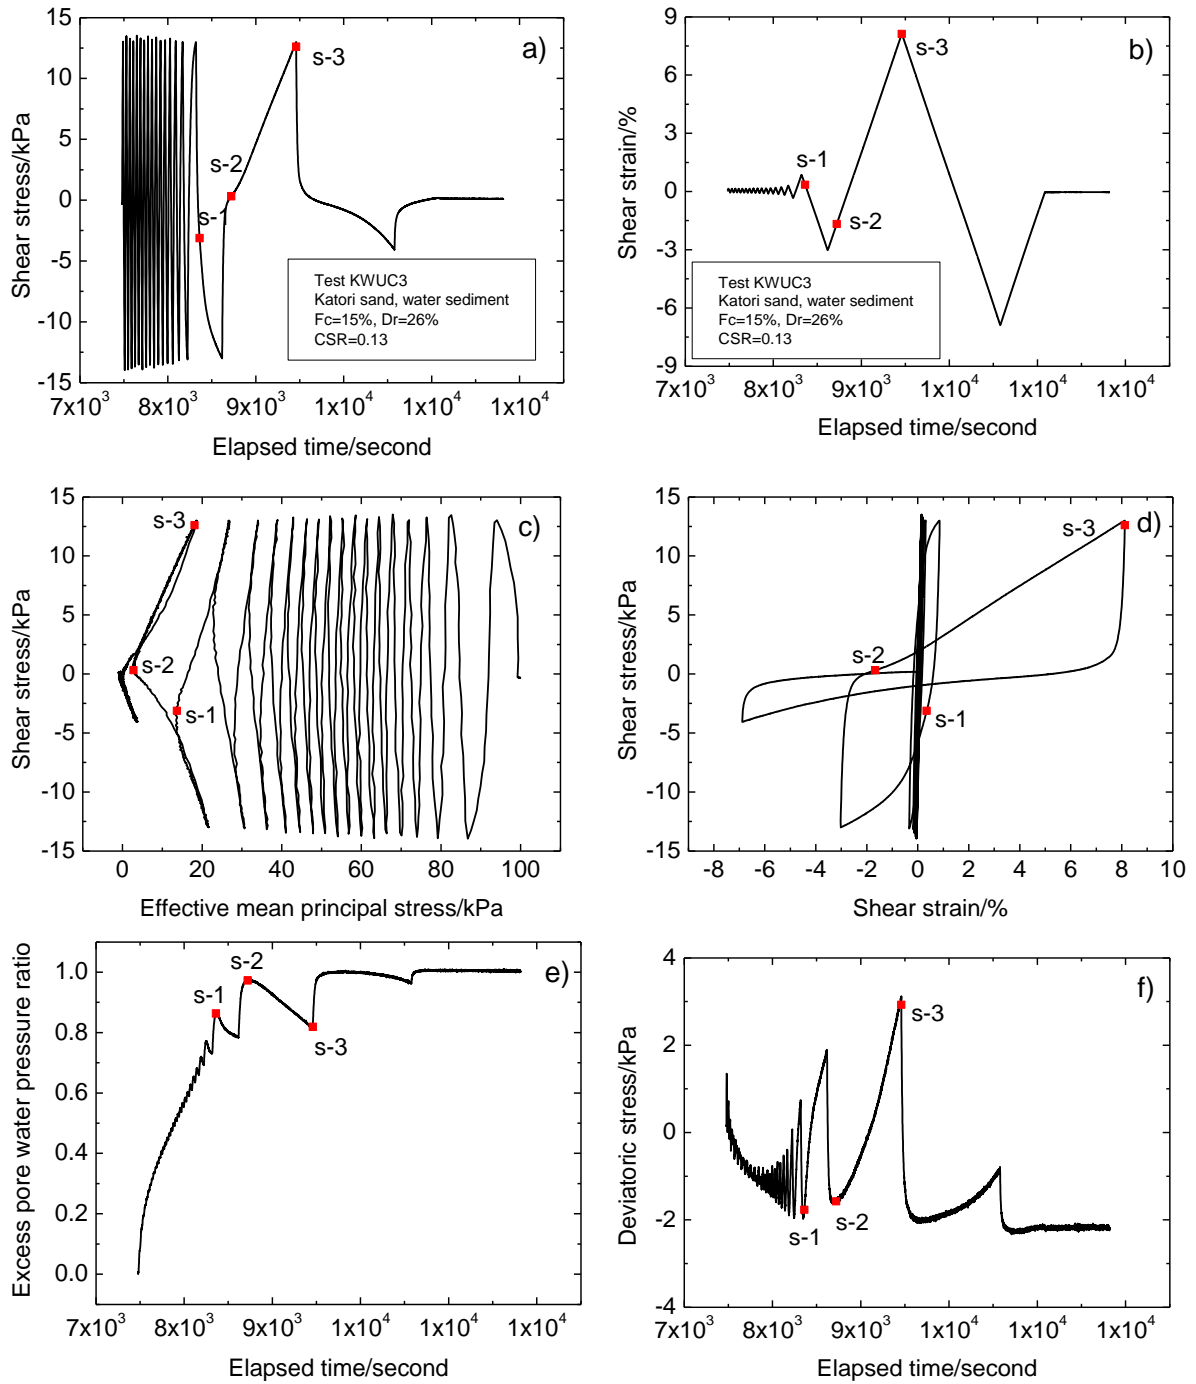 a)
15
10
5
0
-5
-10
-15
Shear stress/kPa
s-3
s-2
s-1
Test KWUC3
Katori sand, water sediment
Fc=15%, Dr=26%
CSR=0.13
7x10³ 8x10³ 9x10³ 1x10⁴ 1x10⁴ 1x10⁴
Elapsed time/second
b)
9
6
3
0
-3
-6
-9
Shear strain/%
s-3
s-1
s-2
Test KWUC3
Katori sand, water sediment
Fc=15%, Dr=26%
CSR=0.13
7x10³ 8x10³ 9x10³ 1x10⁴ 1x10⁴ 1x10⁴
Elapsed time/second
c)
15
10
5
0
-5
-10
-15
Shear stress/kPa
s-3
s-2
s-1
0 20 40 60 80 100
Effective mean principal stress/kPa
d)
15
10
5
0
-5
-10
-15
Shear stress/kPa
s-3
s-2
s-1
-8 -6 -4 -2 0 2 4 6 8 10
Shear strain/%
e)
1.0
0.8
0.6
0.4
0.2
0.0
Excess pore water pressure ratio
s-2
s-1
s-3
7x10³ 8x10³ 9x10³ 1x10⁴ 1x10⁴ 1x10⁴
Elapsed time/second
f)
4
2
0
-2
-4
Deviatoric stress/kPa
s-3
s-2
s-1
7x10³ 8x10³ 9x10³ 1x10⁴ 1x10⁴ 1x10⁴
Elapsed time/second